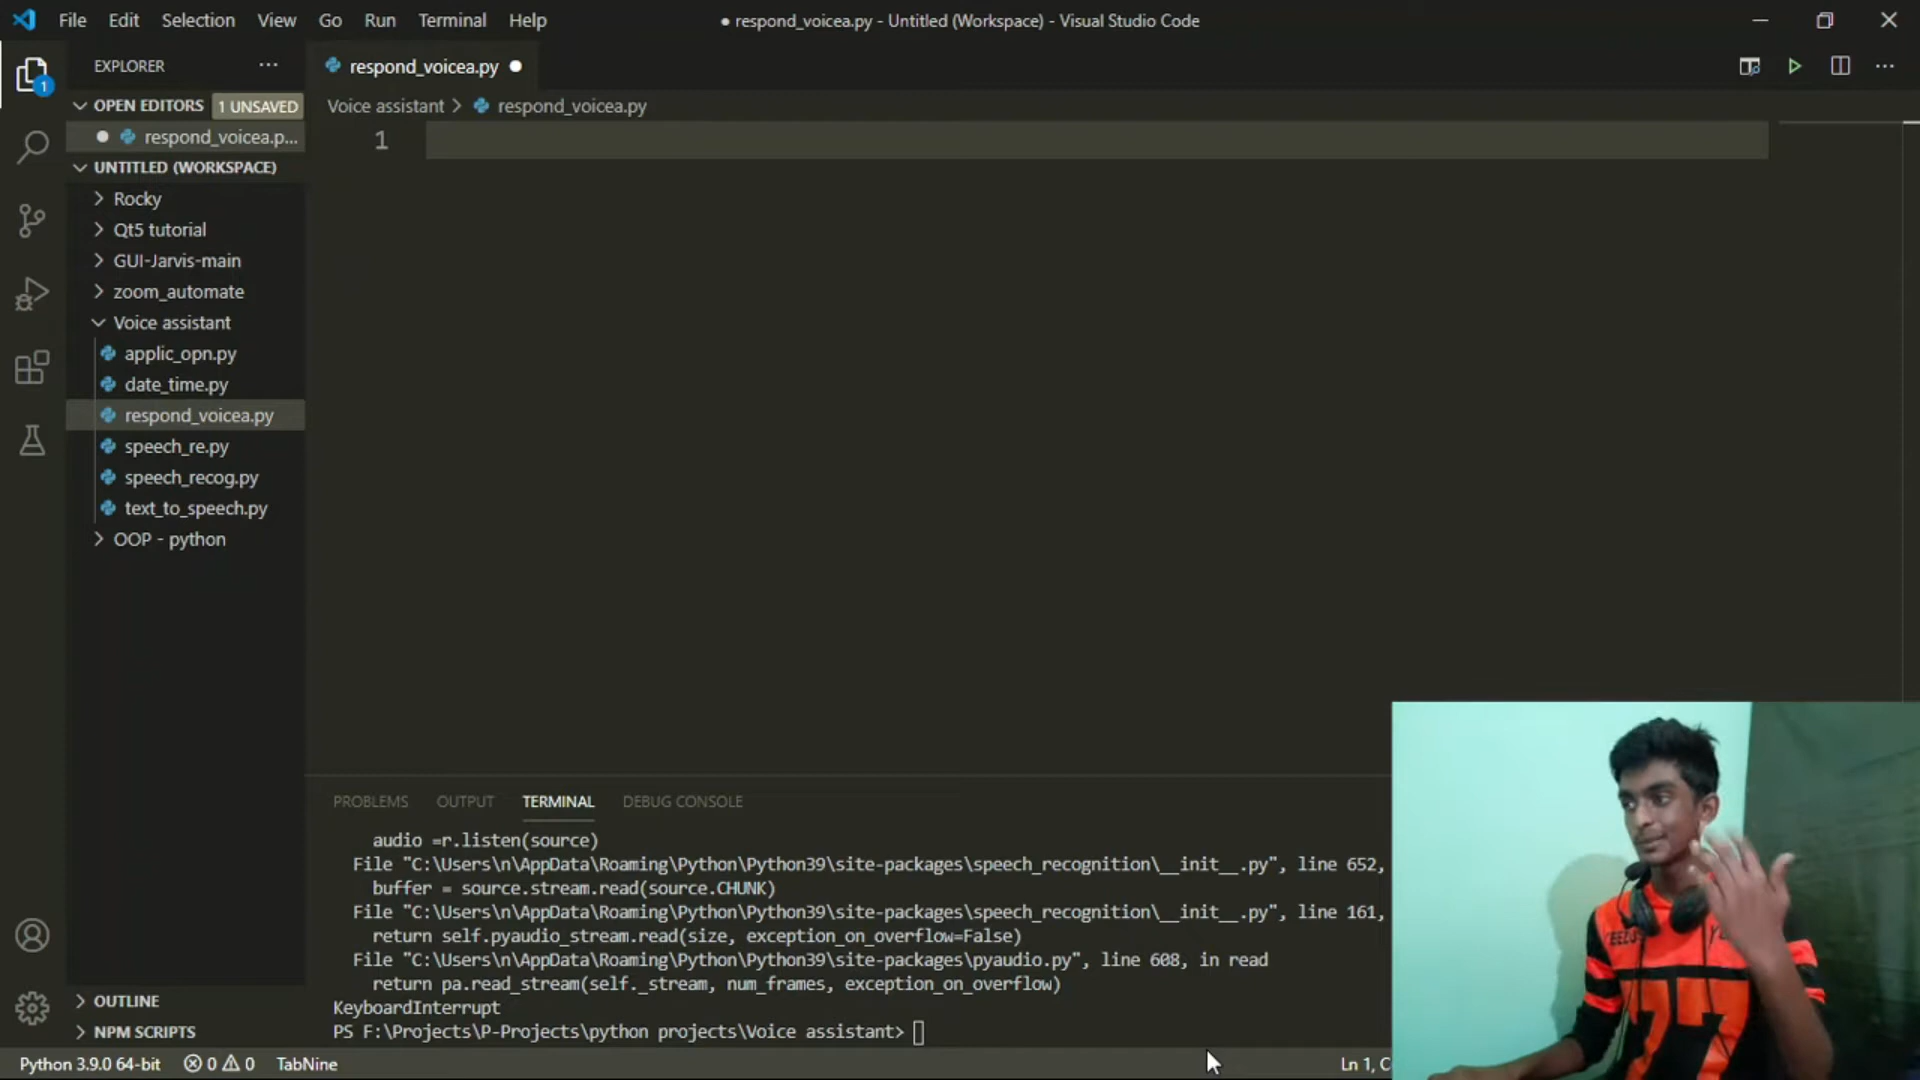 File Edit Selection View Go Run Terminal Help
● respond_voicea.py - Untitled (Workspace) - Visual Studio Code
EXPLORER
respond_voicea.py
1
OPEN EDITORS 1 UNSAVED
Voice assistant > respond_voicea.py
respond_voicea.p...
1
UNTITLED (WORKSPACE)
Rocky
Qt5 tutorial
GUI-Jarvis-main
zoom_automate
Voice assistant
applic_opn.py
date_time.py
respond_voicea.py
speech_re.py
speech_recog.py
text_to_speech.py
OOP - python
PROBLEMS OUTPUT TERMINAL DEBUG CONSOLE
audio =r.listen(source)
File "C:\Users\n\AppData\Roaming\Python\Python39\site-packages\speech_recognition\__init__.py", line 652,
buffer = source.stream.read(source.CHUNK)
File "C:\Users\n\AppData\Roaming\Python\Python39\site-packages\speech_recognition\__init__.py", line 161,
return self.pyaudio_stream.read(size, exception_on_overflow=False)
File "C:\Users\n\AppData\Roaming\Python\Python39\site-packages\pyaudio.py", line 608, in read
return pa.read_stream(self._stream, num_frames, exception_on_overflow)
KeyboardInterrupt
PS F:\Projects\P-Projects\python projects\Voice assistant>
OUTLINE
NPM SCRIPTS
Python 3.9.0 64-bit 0 0 TabNine
Ln 1, C
77